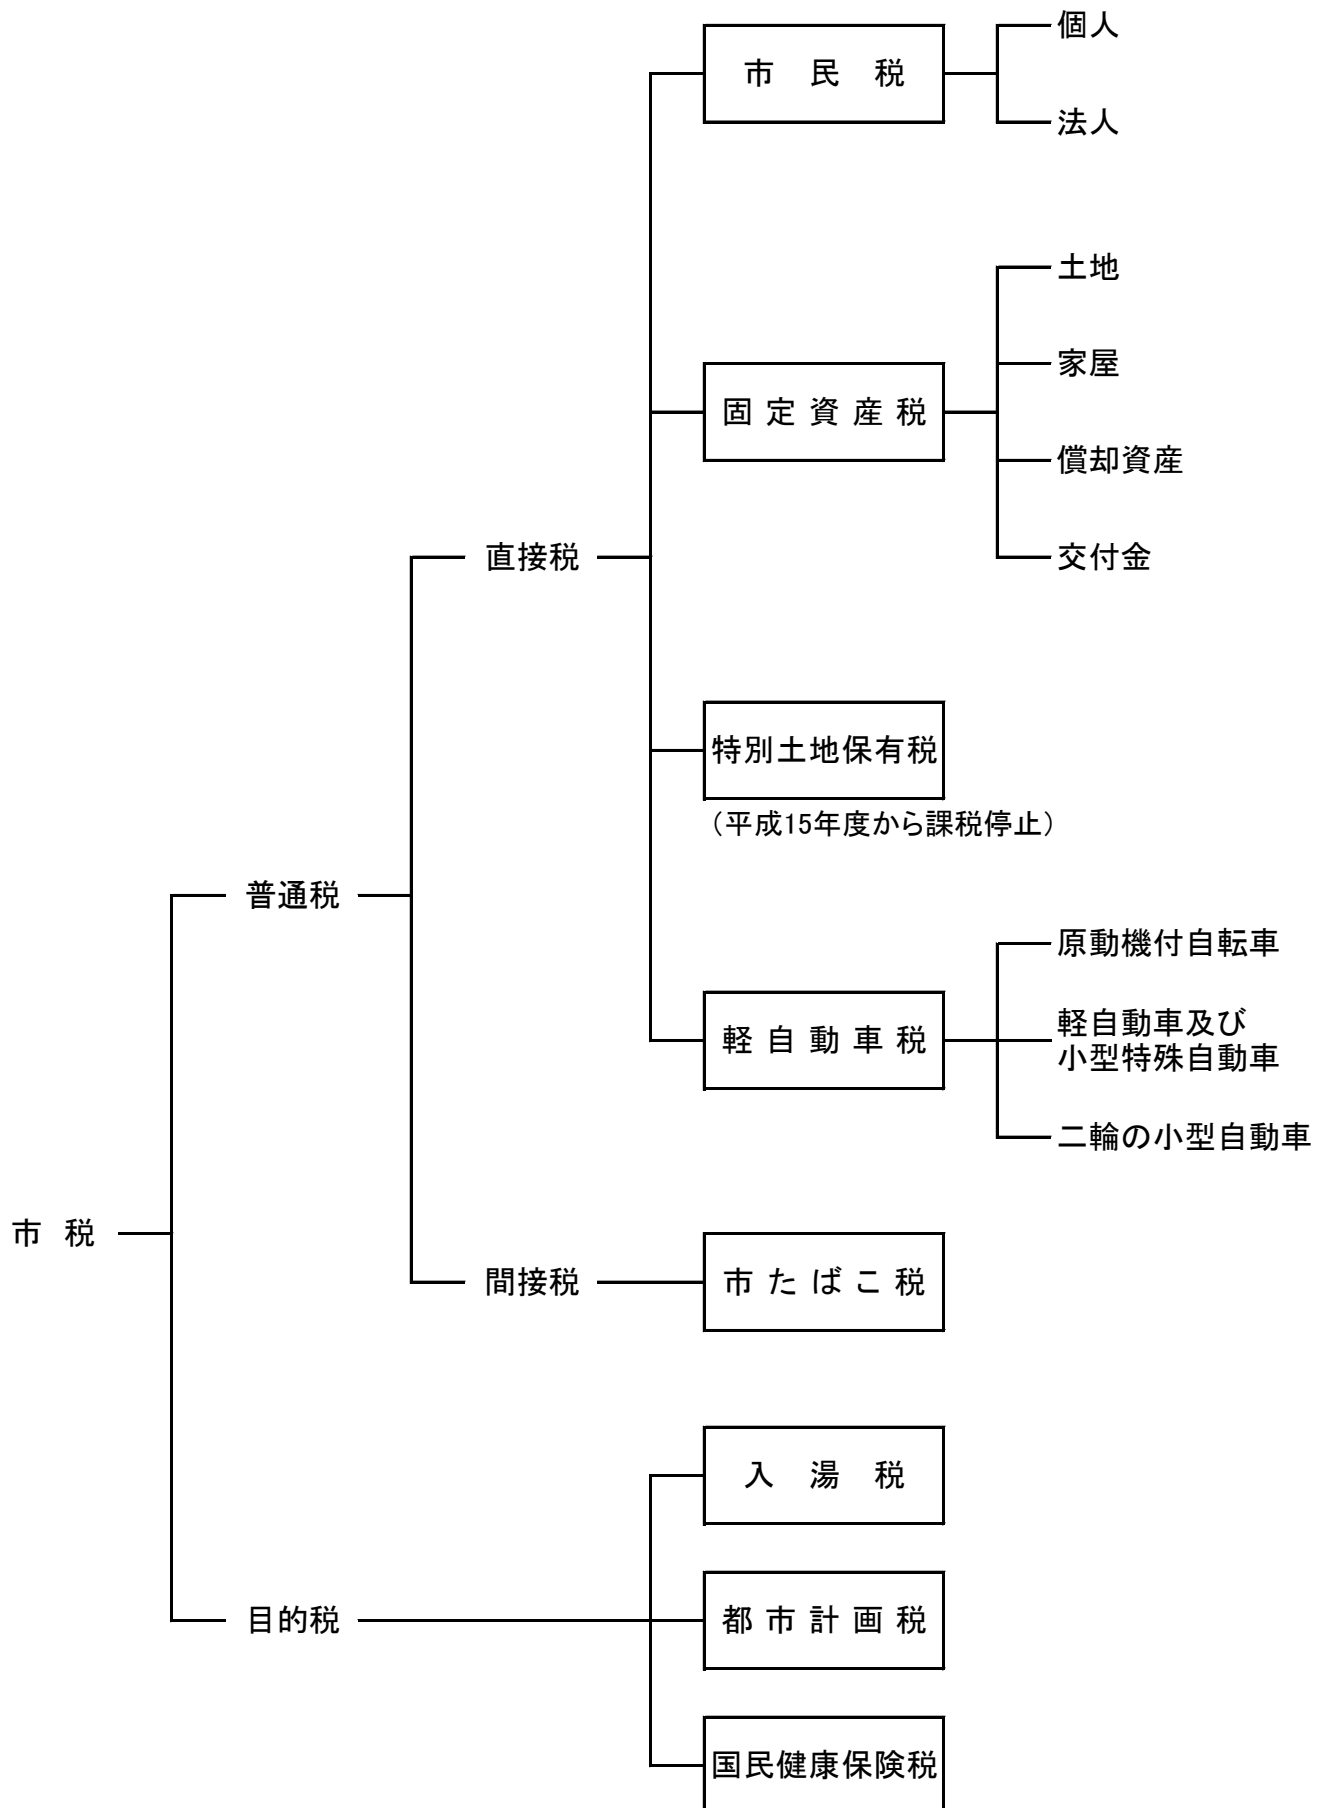 市税
普通税
直接税
市民税
個人
法人
固定資産税
土地
家屋
償却資産
交付金
特別土地保有税
（平成15年度から課税停止）
軽自動車税
原動機付自転車
軽自動車及び
小型特殊自動車
二輪の小型自動車
間接税
市たばこ税
目的税
入湯税
都市計画税
国民健康保険税